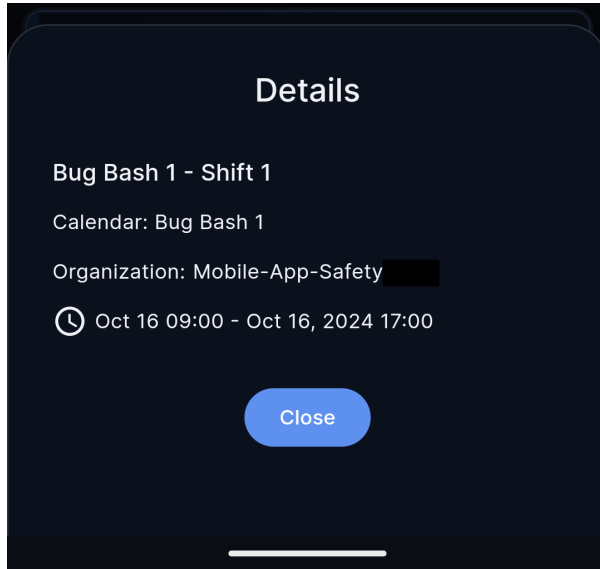 Details
Bug Bash 1 - Shift 1
Calendar: Bug Bash 1
Organization: Mobile-App-Safety
Oct 16 09:00 - Oct 16, 2024 17:00
Close